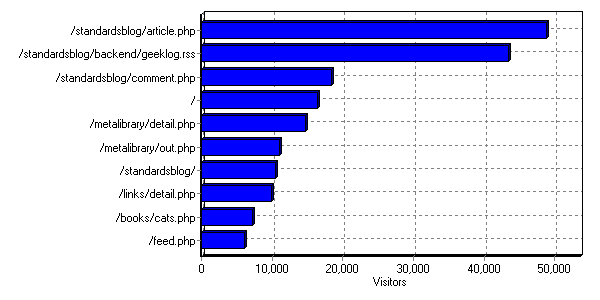 /standardsblog/article.php
/standardsblog/backend/geeklog.rss
/standardsblog/comment.php
/
/metalibrary/detail.php
/metalibrary/out.php
/standardsblog/
/links/detail.php
/books/cats.php
/feed.php
0 10,000 20,000 30,000 40,000 50,000
Visitors